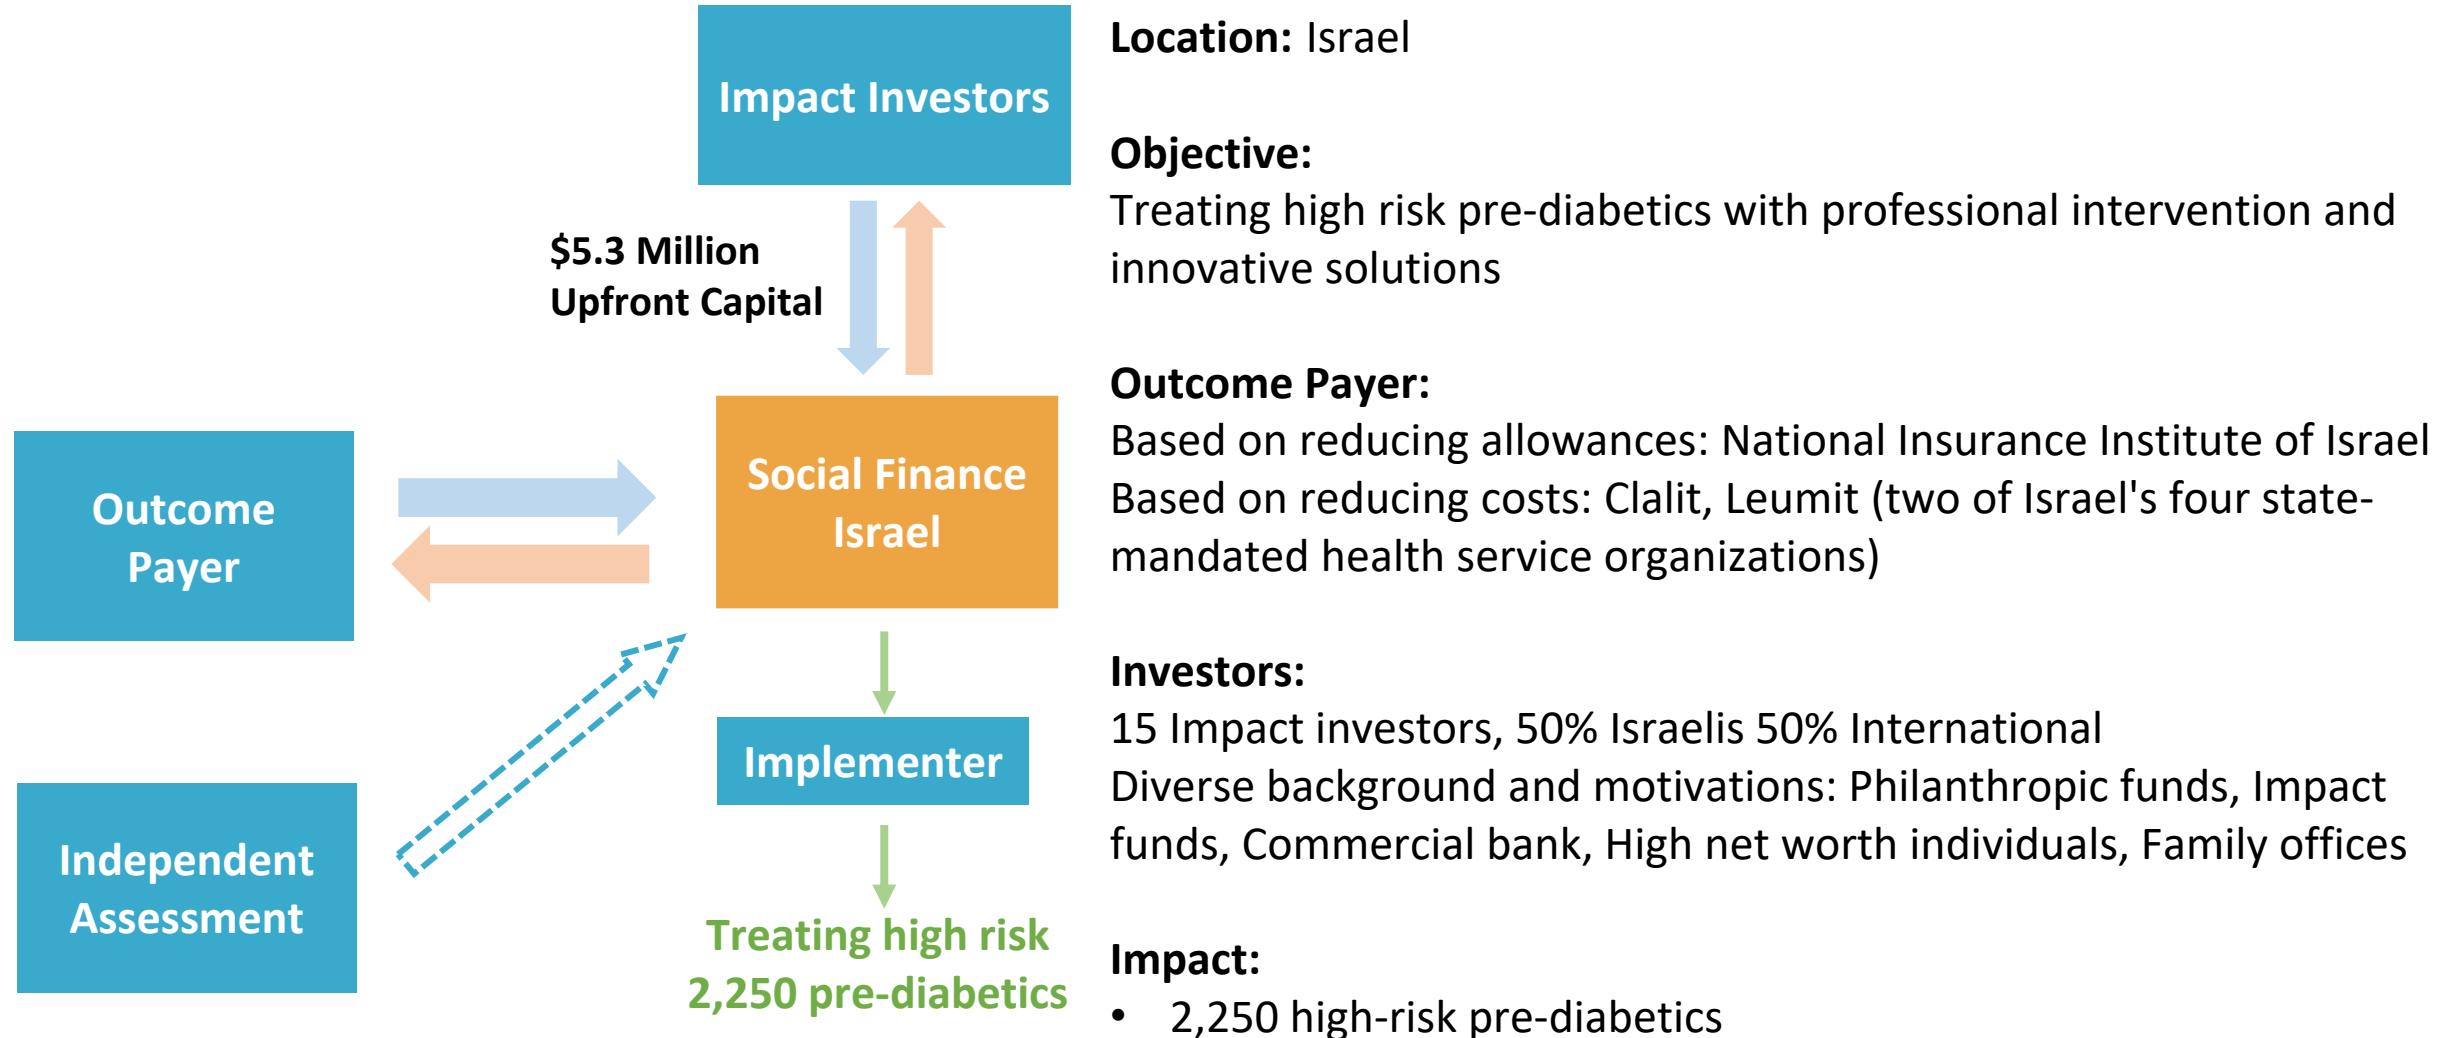 Impact Investors
$5.3 Million
Upfront Capital
Social Finance
Israel
Outcome
Payer
Implementer
Independent
Assessment
Treating high risk
2,250 pre-diabetics
Location: Israel
Objective:
Treating high risk pre-diabetics with professional intervention and
innovative solutions
Outcome Payer:
Based on reducing allowances: National Insurance Institute of Israel
Based on reducing costs: Clalit, Leumit (two of Israel's four state-
mandated health service organizations)
Investors:
15 Impact investors, 50% Israelis 50% International
Diverse background and motivations: Philanthropic funds, Impact
funds, Commercial bank, High net worth individuals, Family offices
Impact:
• 2,250 high-risk pre-diabetics